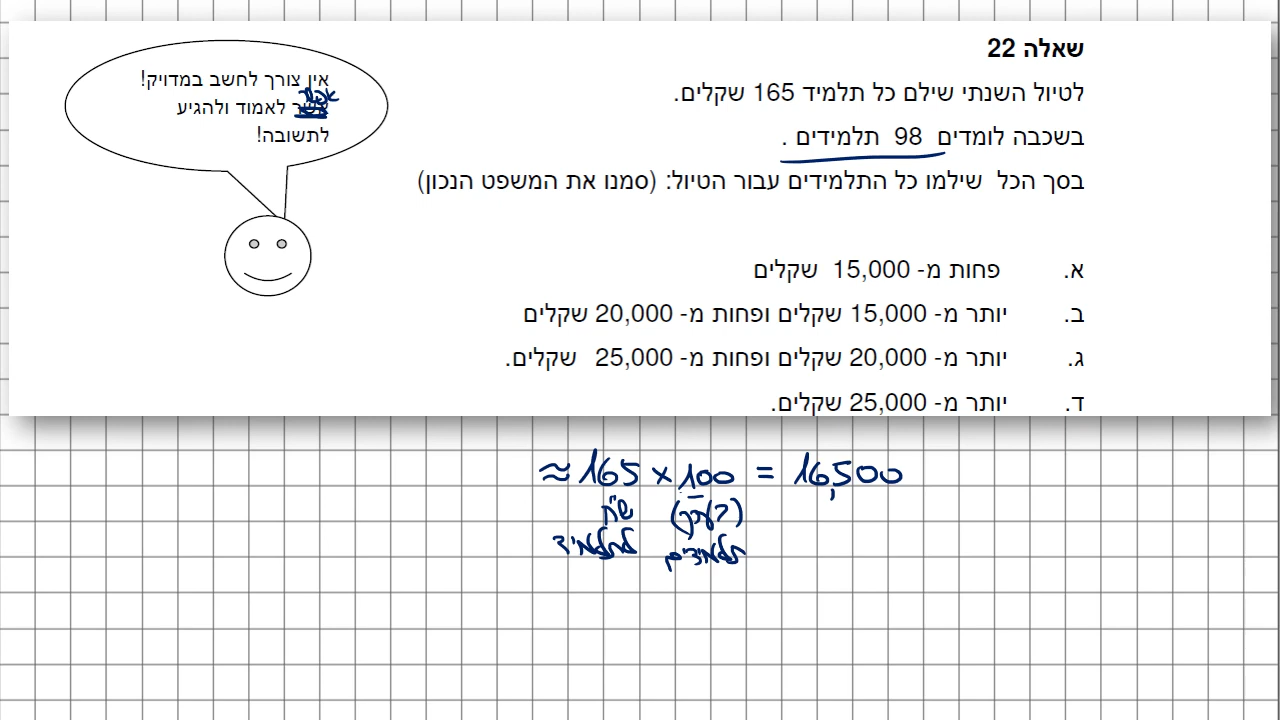 שאלה 22
לטיול השנתי שילם כל תלמיד 165 שקלים.
בשכבה לומדים 98 תלמידים .
בסך הכל שילמו כל התלמידים עבור הטיול: (סמנו את המשפט הנכון)
אין צורך לחשב במדויק!
אפשר
אשר לאמוד ולהגיע
לתשובה!
א. פחות מ- 15,000 שקלים
ב. יותר מ- 15,000 שקלים ופחות מ- 20,000 שקלים
ג. יותר מ- 20,000 שקלים ופחות מ- 25,000 שקלים.
ד. יותר מ- 25,000 שקלים.
≈ 165 × 100 = 16,500
(בערך) ש"ח
תלמידים לתלמיד